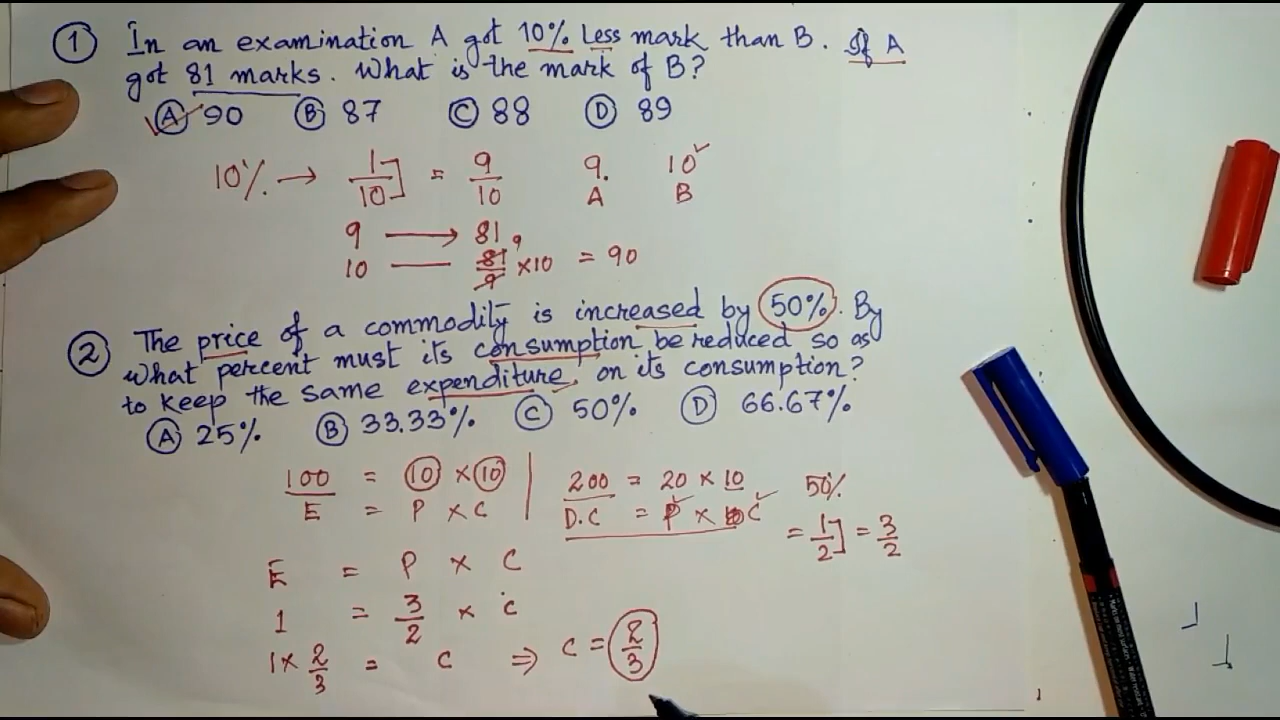 ① In an examination A got 10% Less mark than B. If A
got 81 marks. What is the mark of B?
Ⓐ 90 Ⓑ 87 Ⓒ 88 Ⓓ 89
10% → 1/10] = 9/10 9. 10
A B
9 → 81
10 — 81/9 × 10 = 90
9
② The price of a commodity is increased by 50%. By
what percent must its consumption be reduced so as
to keep the same expenditure, on its consumption?
Ⓐ 25% Ⓑ 33.33% Ⓒ 50% Ⓓ 66.67%
100 = 10 × 10 | 200 = 20 × 10 50%
E = P × C D.C = P × C = 1/2] = 3/2
E = P × C
1 = 3/2 × C
1 × 2/3 = C ⇒ C = 2/3